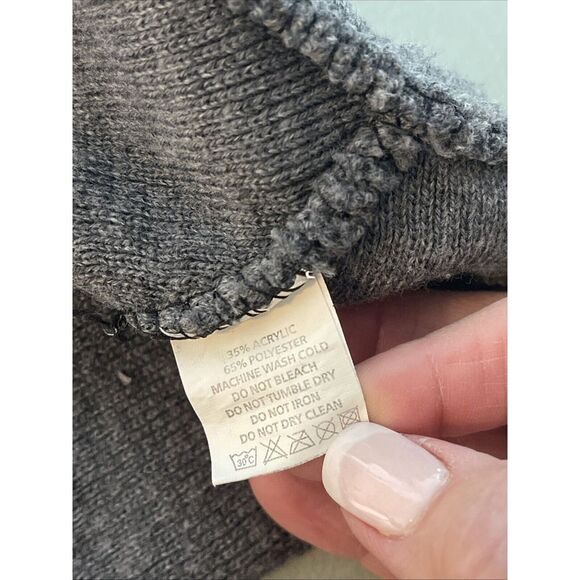 35% ACRYLIC
65% POLYESTER
MACHINE WASH COLD
DO NOT BLEACH
DO NOT TUMBLE DRY
DO NOT IRON
DO NOT DRY CLEAN
30°C